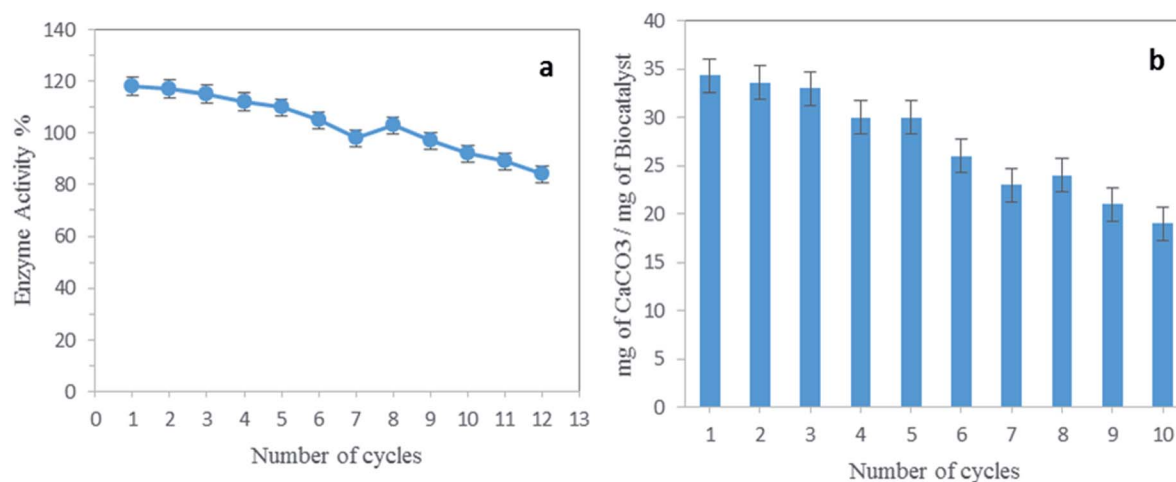 140
120
100
80
60
40
20
0
Enzyme Activity %
a
0 1 2 3 4 5 6 7 8 9 10 11 12 13
Number of cycles
40
35
30
25
20
15
10
5
0
mg of CaCO3 / mg of Biocatalyst
b
1 2 3 4 5 6 7 8 9 10
Number of cycles